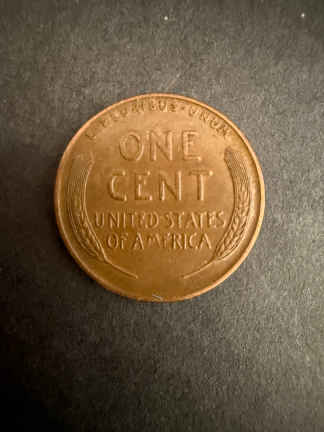 E·PLURIBUS·UNUM
ONE
CENT
UNITED STATES
OF AMERICA